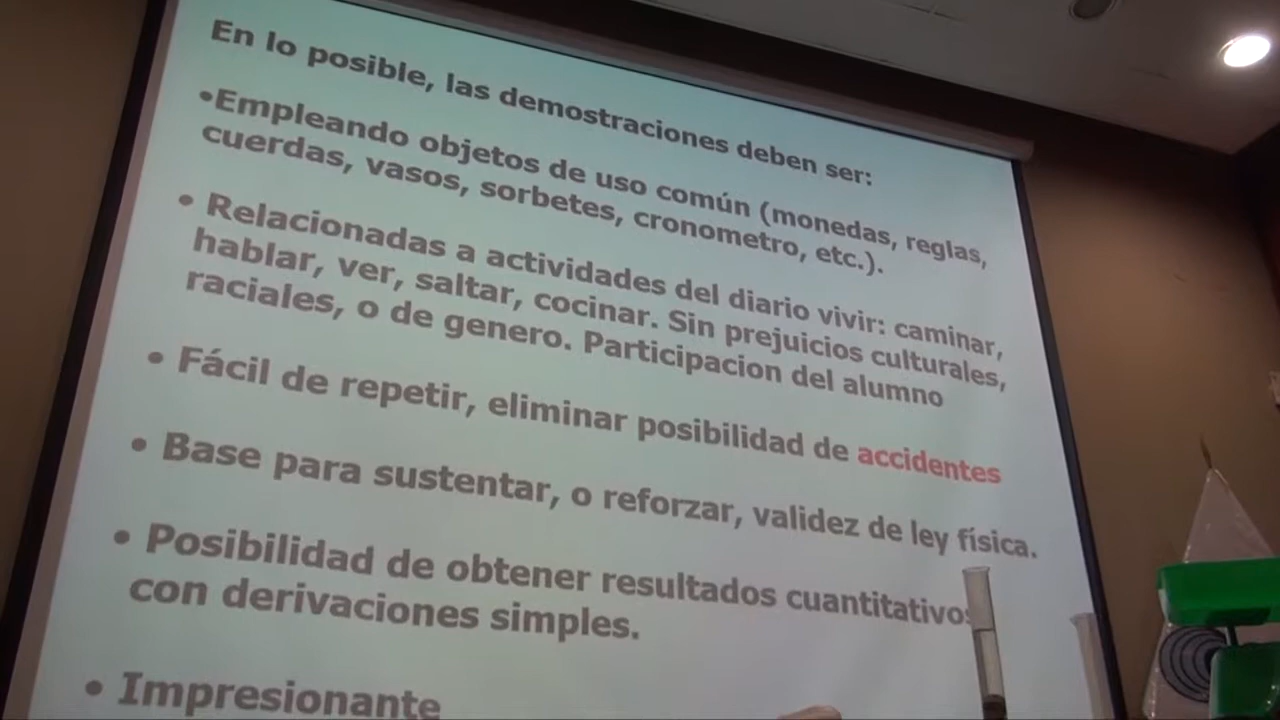 En lo posible, las demostraciones deben ser:
•Empleando objetos de uso común (monedas, reglas,
cuerdas, vasos, sorbetes, cronometro, etc.).
• Relacionadas a actividades del diario vivir: caminar,
hablar, ver, saltar, cocinar. Sin prejuicios culturales,
raciales, o de genero. Participacion del alumno
• Fácil de repetir, eliminar posibilidad de accidentes
• Base para sustentar, o reforzar, validez de ley física.
• Posibilidad de obtener resultados cuantitativos
con derivaciones simples.
• Impresionante